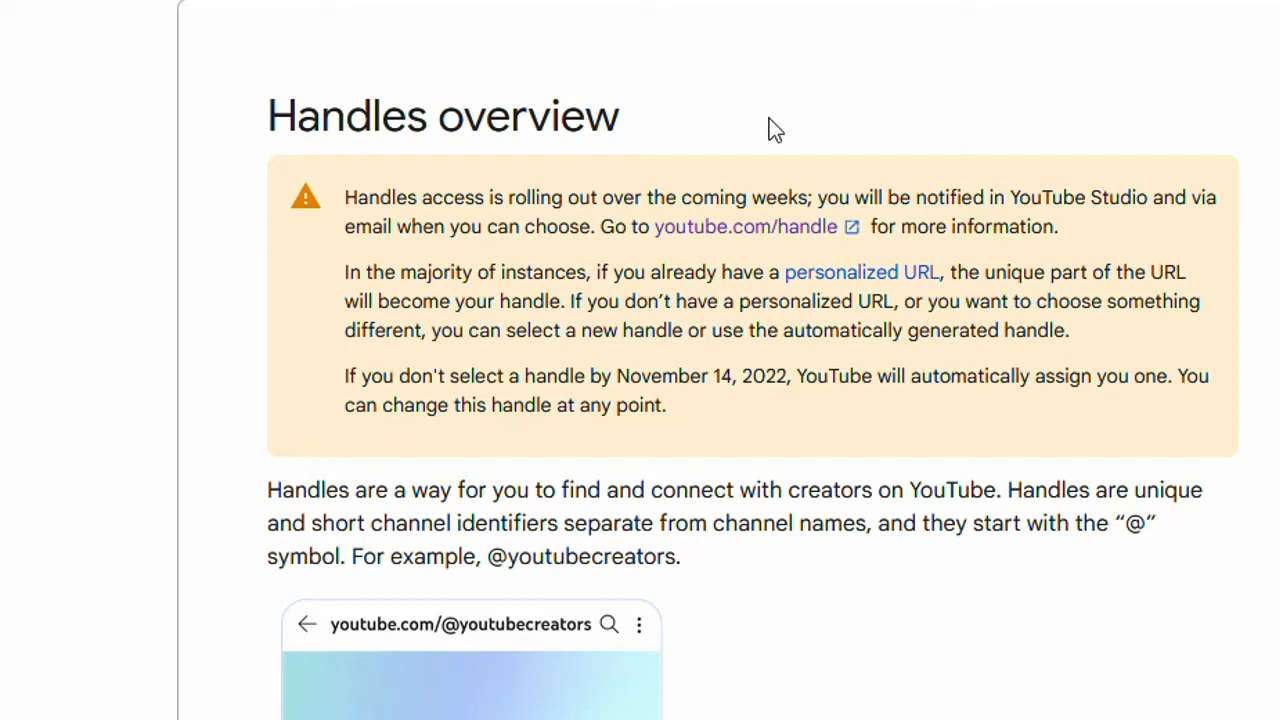 Handles overview
Handles access is rolling out over the coming weeks; you will be notified in YouTube Studio and via
email when you can choose. Go to youtube.com/handle for more information.
In the majority of instances, if you already have a personalized URL, the unique part of the URL
will become your handle. If you don’t have a personalized URL, or you want to choose something
different, you can select a new handle or use the automatically generated handle.
If you don't select a handle by November 14, 2022, YouTube will automatically assign you one. You
can change this handle at any point.
Handles are a way for you to find and connect with creators on YouTube. Handles are unique
and short channel identifiers separate from channel names, and they start with the “@”
symbol. For example, @youtubecreators.
youtube.com/@youtubecreators